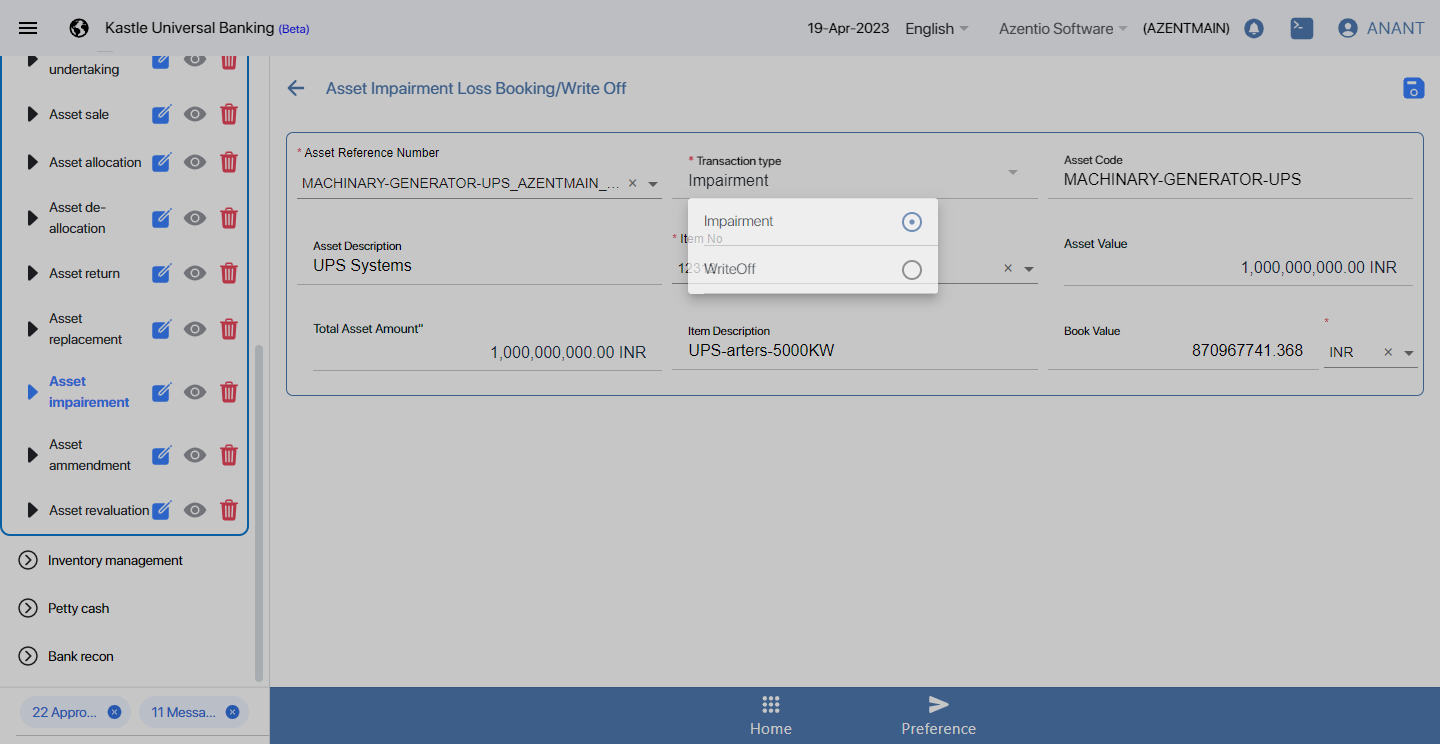 Kastle Universal Banking (Beta)
19-Apr-2023
English
Azentio Software
(AZENTMAIN)
ANANT
undertaking
Asset sale
Asset allocation
Asset de-
allocation
Asset return
Asset
replacement
Asset
impairement
Asset
ammendment
Asset revaluation
Inventory management
Petty cash
Bank recon
22 Appro...
11 Messa...
Asset Impairment Loss Booking/Write Off
* Asset Reference Number
MACHINARY-GENERATOR-UPS_AZENTMAIN_...
* Transaction type
Impairment
Asset Code
MACHINARY-GENERATOR-UPS
Impairment
WriteOff
Asset Description
UPS Systems
* Item No
Asset Value
1,000,000,000.00 INR
Total Asset Amount"
1,000,000,000.00 INR
Item Description
UPS-arters-5000KW
Book Value
870967741.368
*
INR
Home
Preference